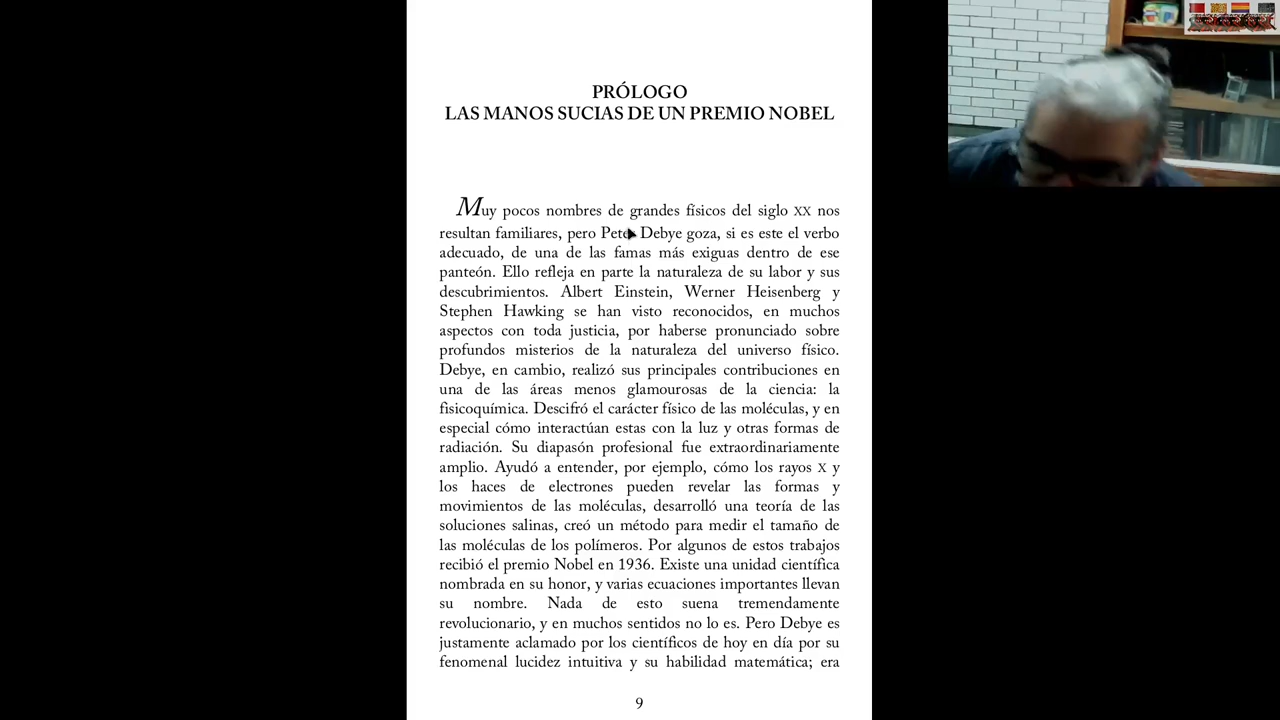 PRÓLOGO
LAS MANOS SUCIAS DE UN PREMIO NOBEL
Muy pocos nombres de grandes físicos del siglo XX nos
resultan familiares, pero Peter Debye goza, si es este el verbo
adecuado, de una de las famas más exiguas dentro de ese
panteón. Ello refleja en parte la naturaleza de su labor y sus
descubrimientos. Albert Einstein, Werner Heisenberg y
Stephen Hawking se han visto reconocidos, en muchos
aspectos con toda justicia, por haberse pronunciado sobre
profundos misterios de la naturaleza del universo físico.
Debye, en cambio, realizó sus principales contribuciones en
una de las áreas menos glamourosas de la ciencia: la
fisicoquímica. Descifró el carácter físico de las moléculas, y en
especial cómo interactúan estas con la luz y otras formas de
radiación. Su diapasón profesional fue extraordinariamente
amplio. Ayudó a entender, por ejemplo, cómo los rayos X y
los haces de electrones pueden revelar las formas y
movimientos de las moléculas, desarrolló una teoría de las
soluciones salinas, creó un método para medir el tamaño de
las moléculas de los polímeros. Por algunos de estos trabajos
recibió el premio Nobel en 1936. Existe una unidad científica
nombrada en su honor, y varias ecuaciones importantes llevan
su nombre. Nada de esto suena tremendamente
revolucionario, y en muchos sentidos no lo es. Pero Debye es
justamente aclamado por los científicos de hoy en día por su
fenomenal lucidez intuitiva y su habilidad matemática; era
9